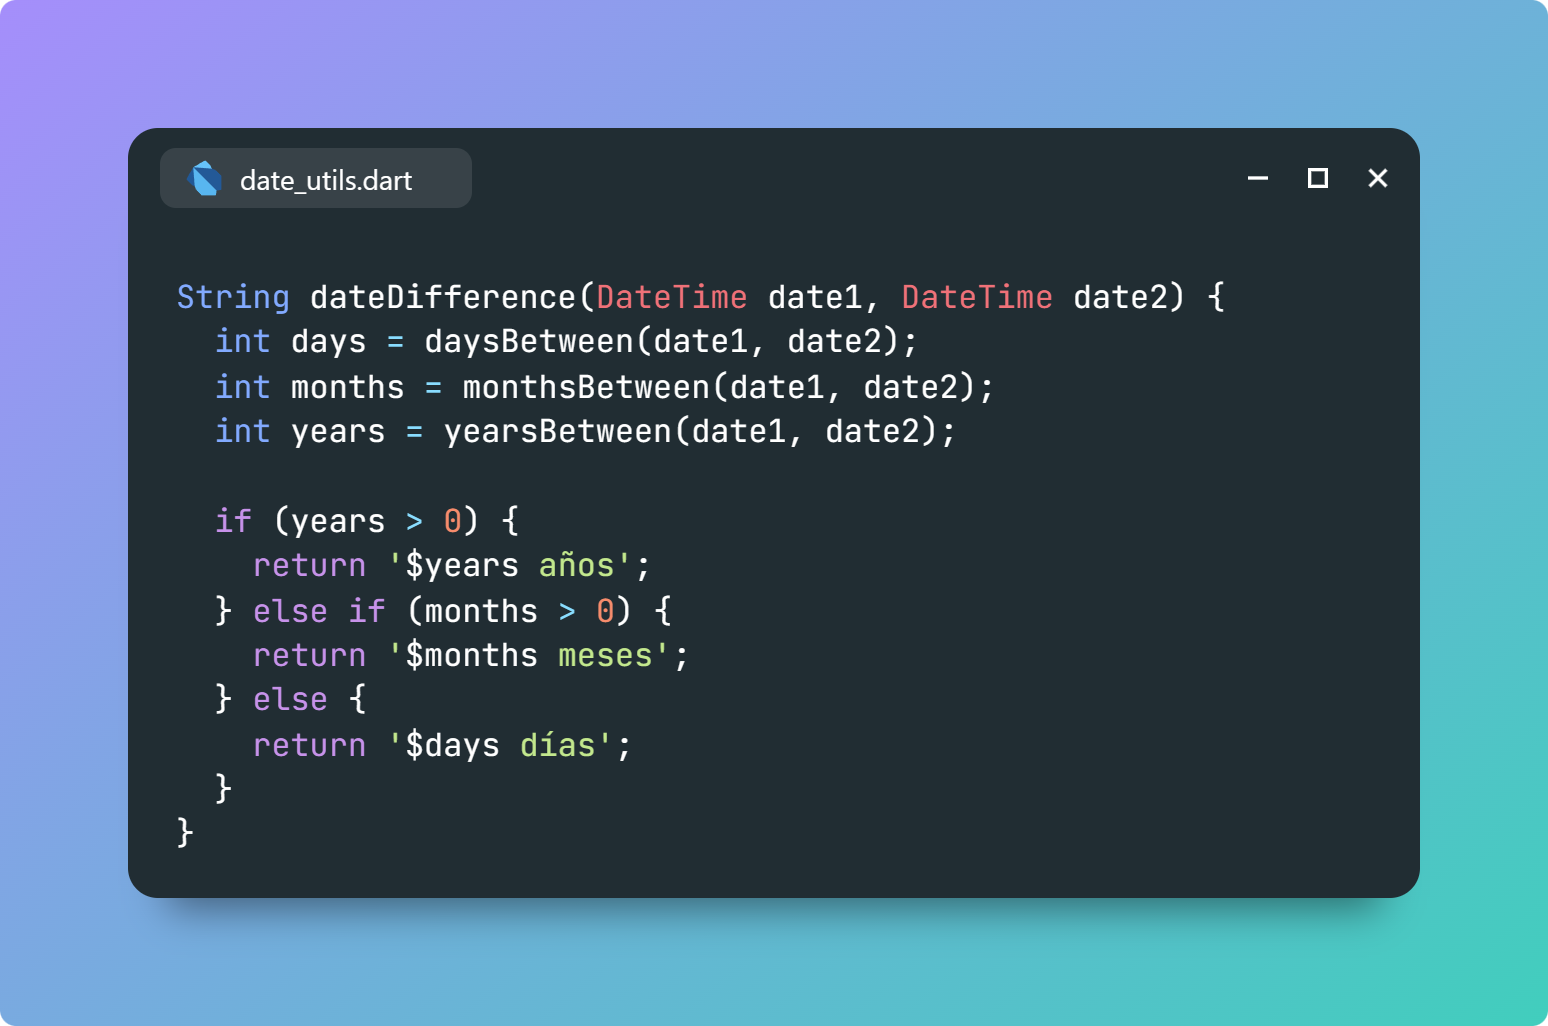 date_utils.dart
String dateDifference(DateTime date1, DateTime date2) {
  int days = daysBetween(date1, date2);
  int months = monthsBetween(date1, date2);
  int years = yearsBetween(date1, date2);

  if (years > 0) {
    return '$years años';
  } else if (months > 0) {
    return '$months meses';
  } else {
    return '$days días';
  }
}